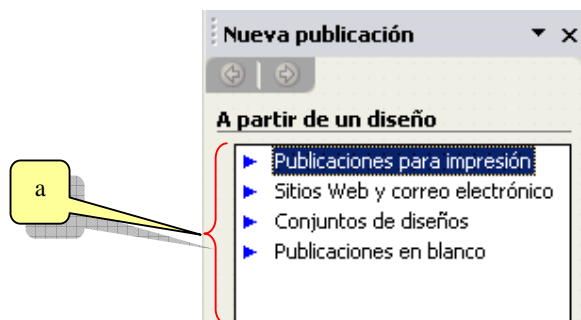 Nueva publicación
A partir de un diseño
Publicaciones para impresión
a
Sitios Web y correo electrónico
Conjuntos de diseños
Publicaciones en blanco